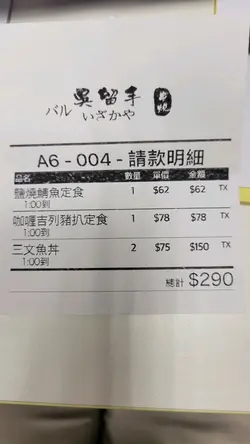 吳留手
串燒
バル いざかや
A6 - 004 - 請款明細
品名 數量 單價 金額
鹽燒鯖魚定食 1 $62 $62 TX
1:00到
咖喱吉列豬扒定食 1 $78 $78 TX
1:00到
三文魚丼 2 $75 $150 TX
1:00到
總計 $290